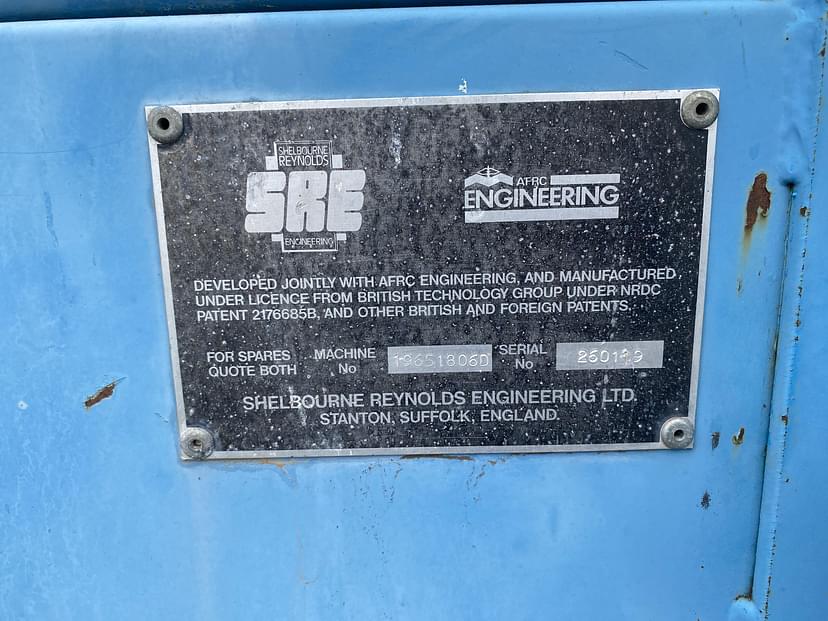 SHELBOURNE
REYNOLDS
SRE
ENGINEERING
AFRC
ENGINEERING
DEVELOPED JOINTLY WITH AFRC ENGINEERING, AND MANUFACTURED
UNDER LICENCE FROM BRITISH TECHNOLOGY GROUP UNDER NRDC
PATENT 2176685B, AND OTHER BRITISH AND FOREIGN PATENTS.
FOR SPARES MACHINE SERIAL
QUOTE BOTH No 19651806D No
SHELBOURNE REYNOLDS ENGINEERING LTD.
STANTON, SUFFOLK, ENGLAND.